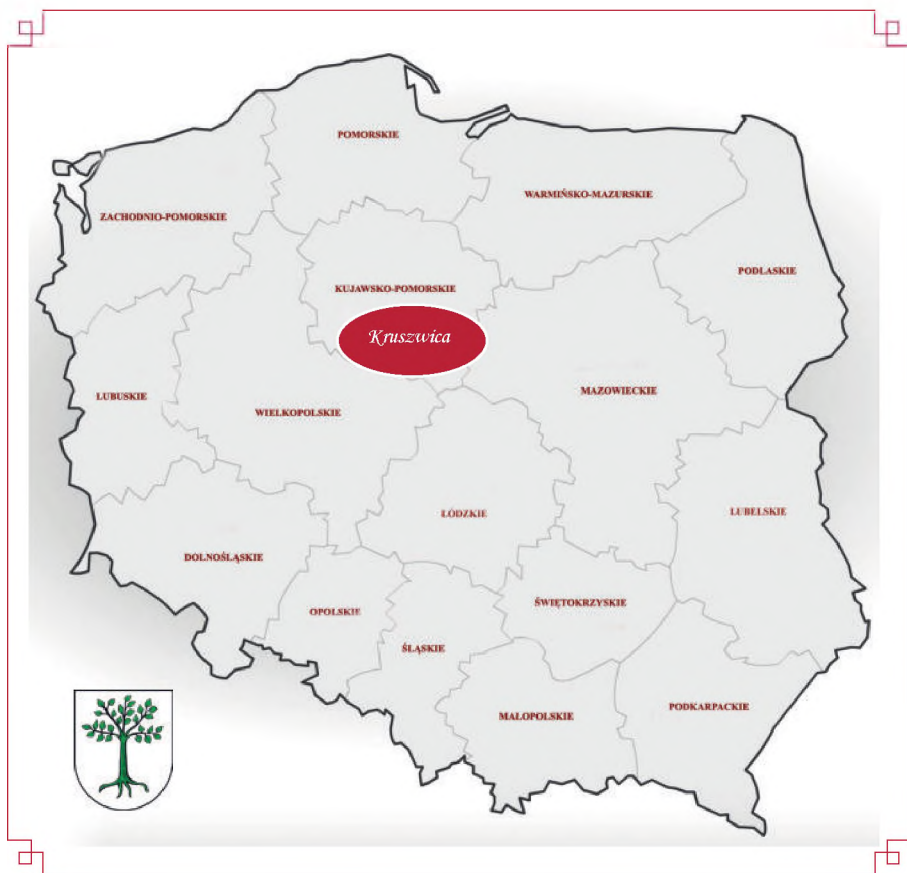 POMORSKIE
WARMIŃSKO-MAZURSKIE
ZACHODNIO-POMORSKIE
PODLASKIE
KUJAWSKO-POMORSKIE
Kruszwica
LUBUSKIE
MAZOWIECKIE
WIELKOPOLSKIE
ŁÓDZKIE
LUBELSKIE
DOLNOŚLĄSKIE
ŚWIĘTOKRZYSKIE
OPOLSKIE
ŚLĄSKIE
PODKARPACKIE
MAŁOPOLSKIE